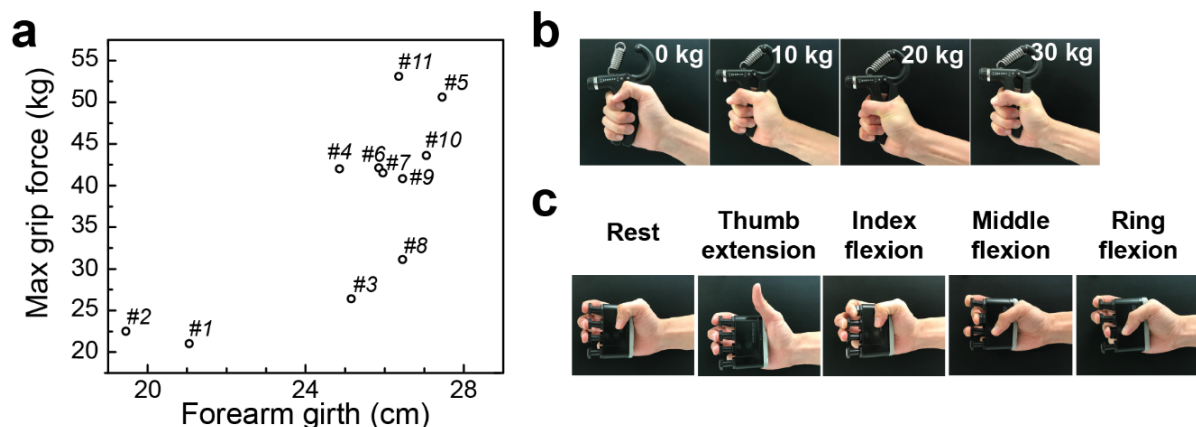 a
Max grip force (kg)
55
50
45
40
35
30
25
20
#11
#5
#10
#4
#6
#7
#9
#8
#3
#2
#1
20
24
28
Forearm girth (cm)
b
0 kg
10 kg
20 kg
30 kg
c
Rest
Thumb
extension
Index
flexion
Middle
flexion
Ring
flexion